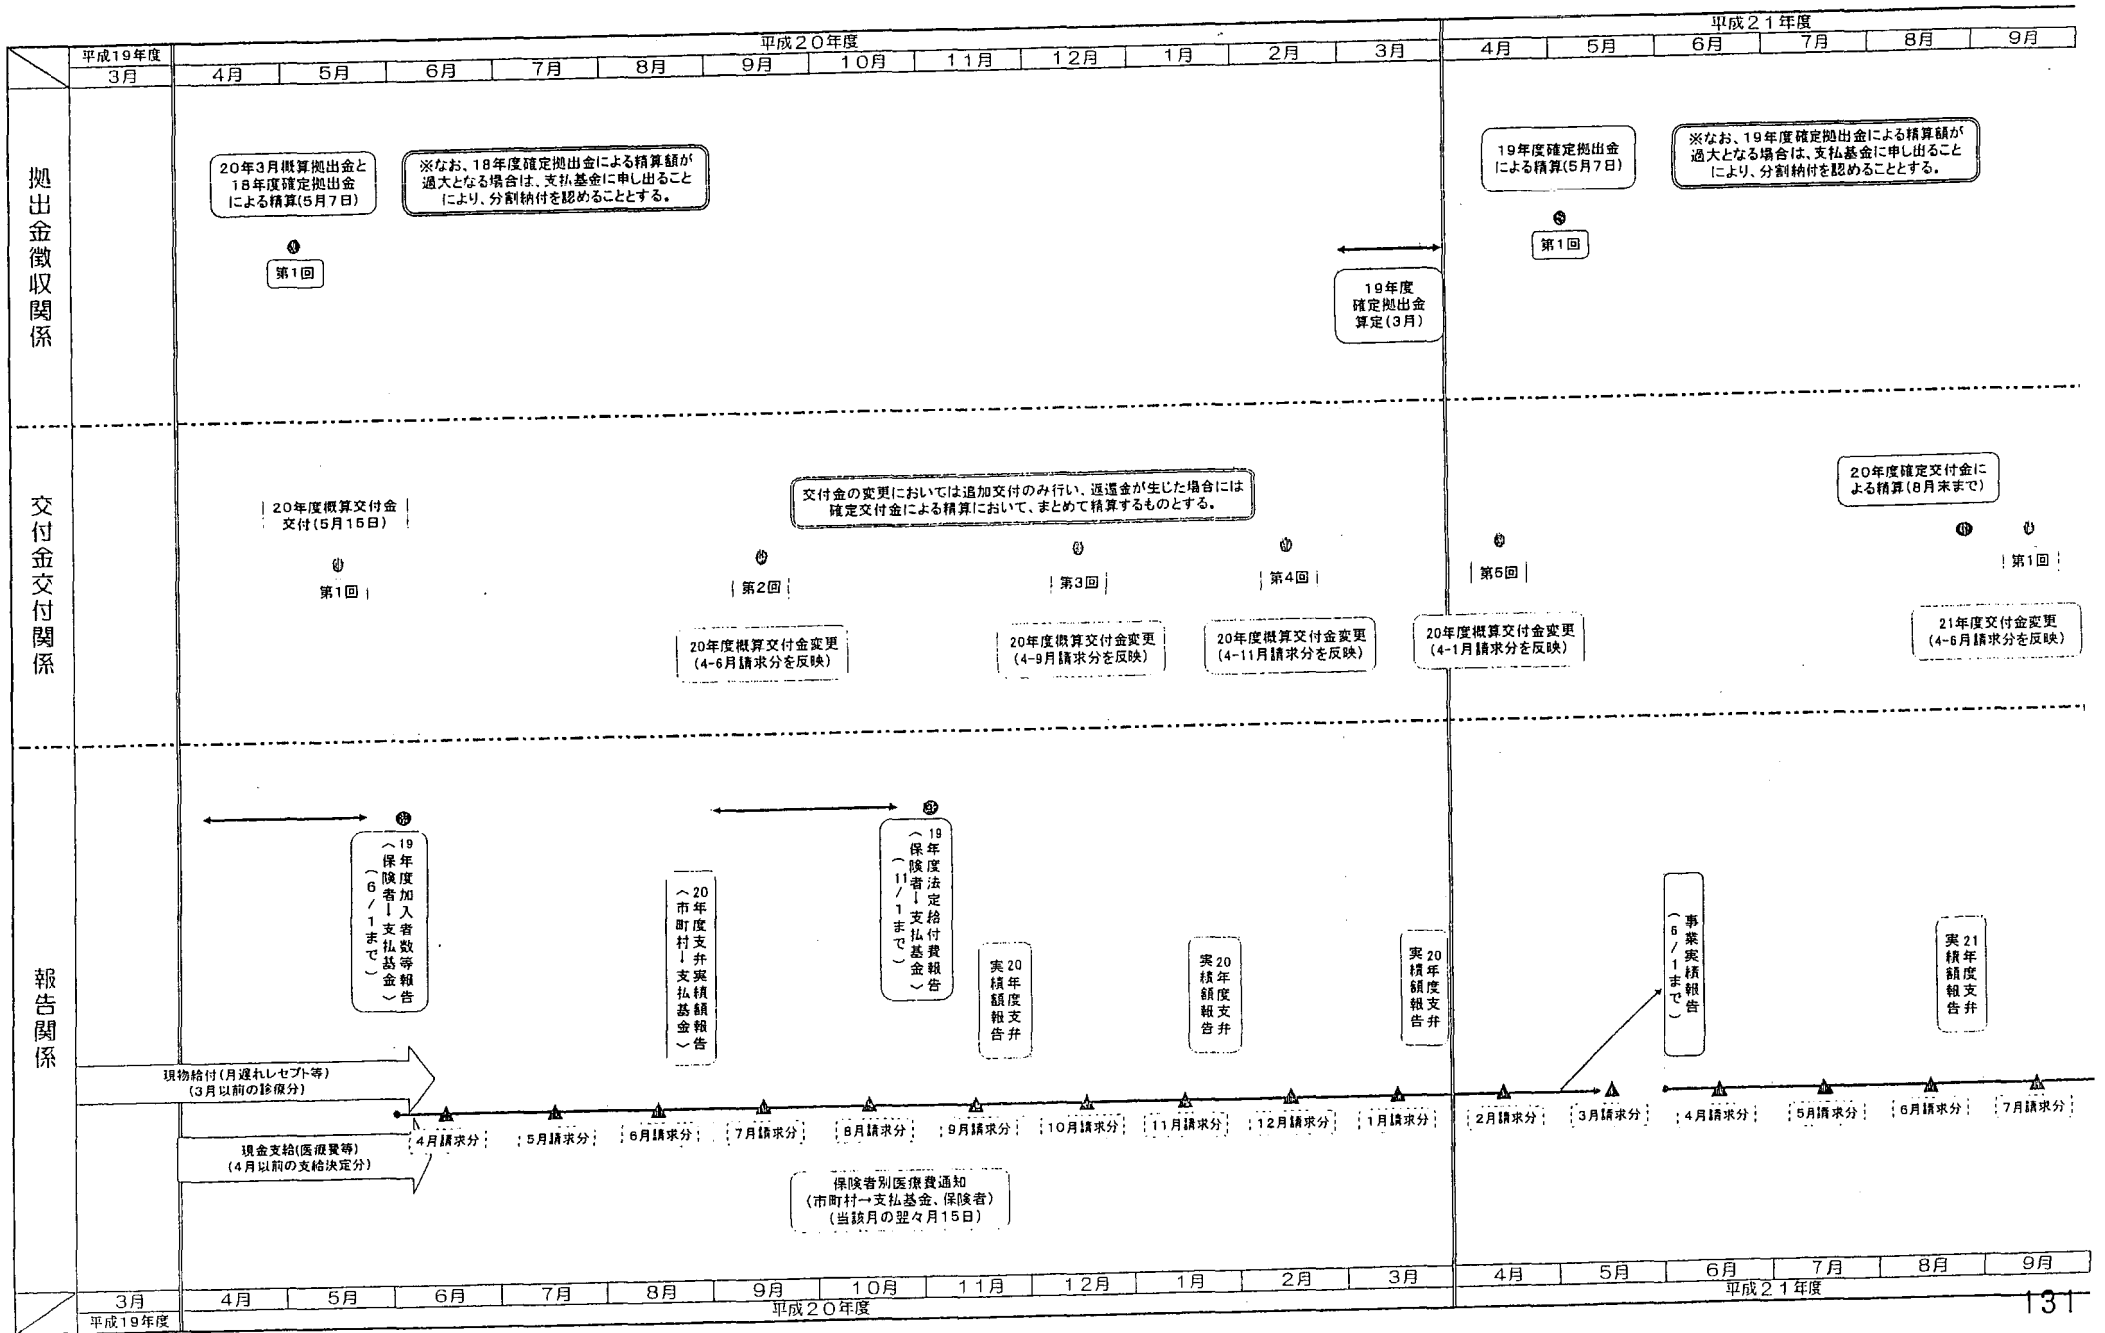 平成19年度
平成20年度
平成21年度
3月
4月
5月
6月
7月
8月
9月
10月
11月
12月
1月
2月
3月
4月
5月
6月
7月
8月
9月
拠出金徴収関係
20年3月概算拠出金と
18年度確定拠出金
による精算(5月7日)
※なお、18年度確定拠出金による精算額が
過大となる場合は、支払基金に申し出ること
により、分割納付を認めることとする。
第1回
19年度
確定拠出金
算定(3月)
19年度確定拠出金
による精算(5月7日)
第1回
※なお、19年度確定拠出金による精算額が
過大となる場合は、支払基金に申し出ること
により、分割納付を認めることとする。
交付金交付関係
20年度概算交付金
交付(5月15日)
第1回
交付金の変更においては追加交付のみ行い、返還金が生じた場合には
確定交付金による精算において、まとめて精算するものとする。
第2回
20年度概算交付金変更
(4-6月請求分を反映)
第3回
20年度概算交付金変更
(4-9月請求分を反映)
第4回
20年度概算交付金変更
(4-11月請求分を反映)
第5回
20年度概算交付金変更
(4-1月請求分を反映)
20年度確定交付金に
よる精算(8月末まで)
第1回
21年度交付金変更
(4-6月請求分を反映)
報告関係
19年度加入者数等報告
〈保険者→支払基金〉
(6/1まで)
20年度支弁実績額報告
〈市町村→支払基金〉
19年度法定給付費報告
〈保険者→支払基金〉
(11/1まで)
20年度支弁
実績額報告
20年度支弁
実績額報告
20年度支弁
実績額報告
事業実績報告
(6/1まで)
21年度支弁
実績額報告
現物給付(月遅れレセプト等)
(3月以前の診療分)
現金支給(医療費等)
(4月以前の支給決定分)
4月請求分
5月請求分
6月請求分
7月請求分
8月請求分
9月請求分
10月請求分
11月請求分
12月請求分
1月請求分
2月請求分
3月請求分
4月請求分
5月請求分
6月請求分
7月請求分
保険者別医療費通知
(市町村→支払基金、保険者)
(当該月の翌々月15日)
3月
4月
5月
6月
7月
8月
9月
10月
11月
12月
1月
2月
3月
4月
5月
6月
7月
8月
9月
平成19年度
平成20年度
平成21年度
131